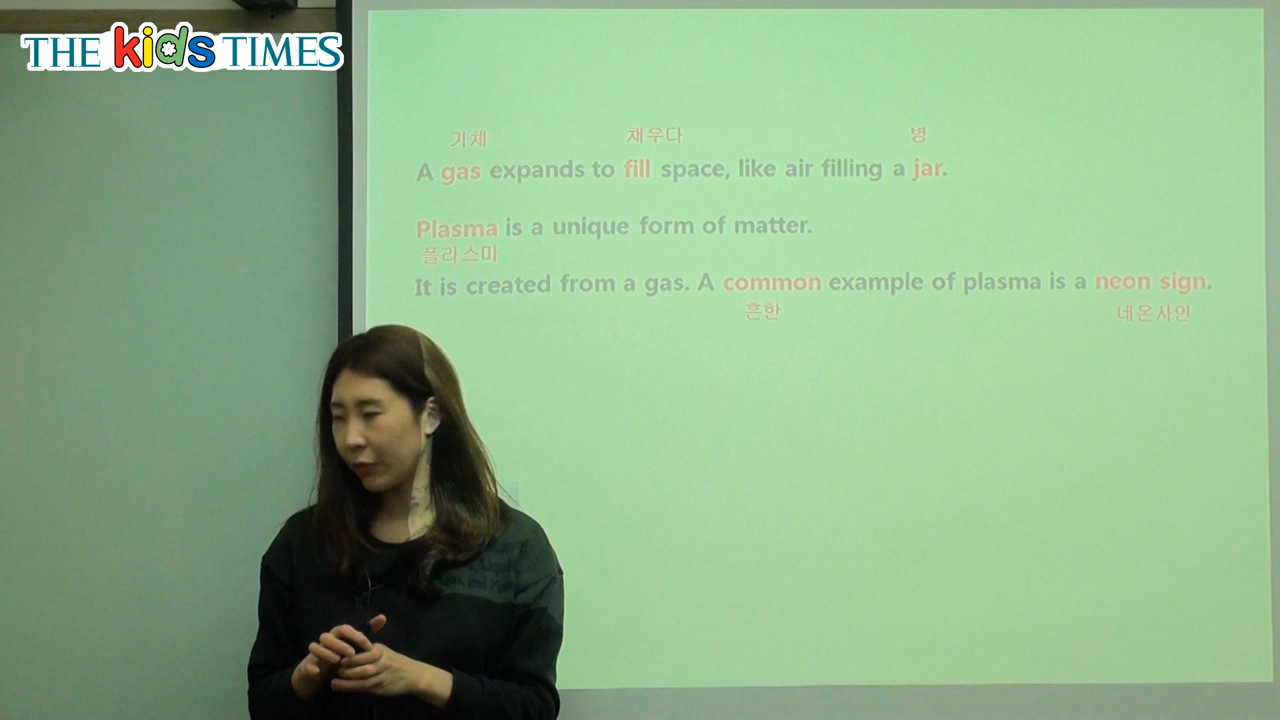 THE kids TIMES
기체 채우다 병
A gas expands to fill space, like air filling a jar.
Plasma is a unique form of matter.
플라스마
It is created from a gas. A common example of plasma is a neon sign.
흔한 네온사인